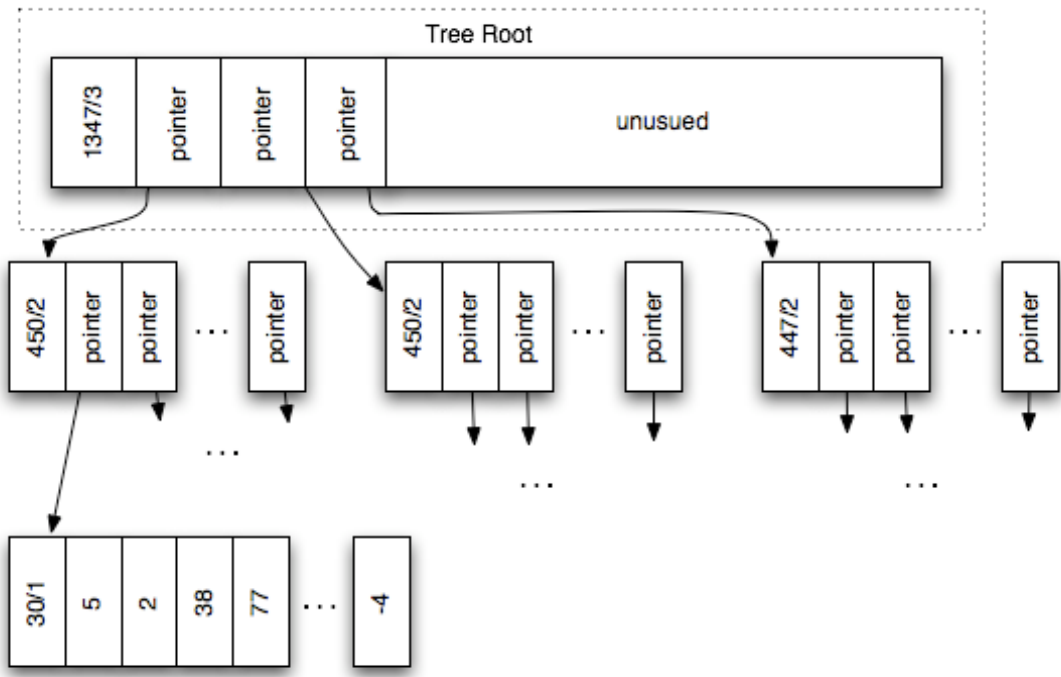 Tree Root
1347/3
pointer
pointer
pointer
unusued
450/2
pointer
pointer
...
pointer
450/2
pointer
pointer
...
pointer
447/2
pointer
pointer
...
pointer
...
...
...
30/1
5
2
38
77
...
-4